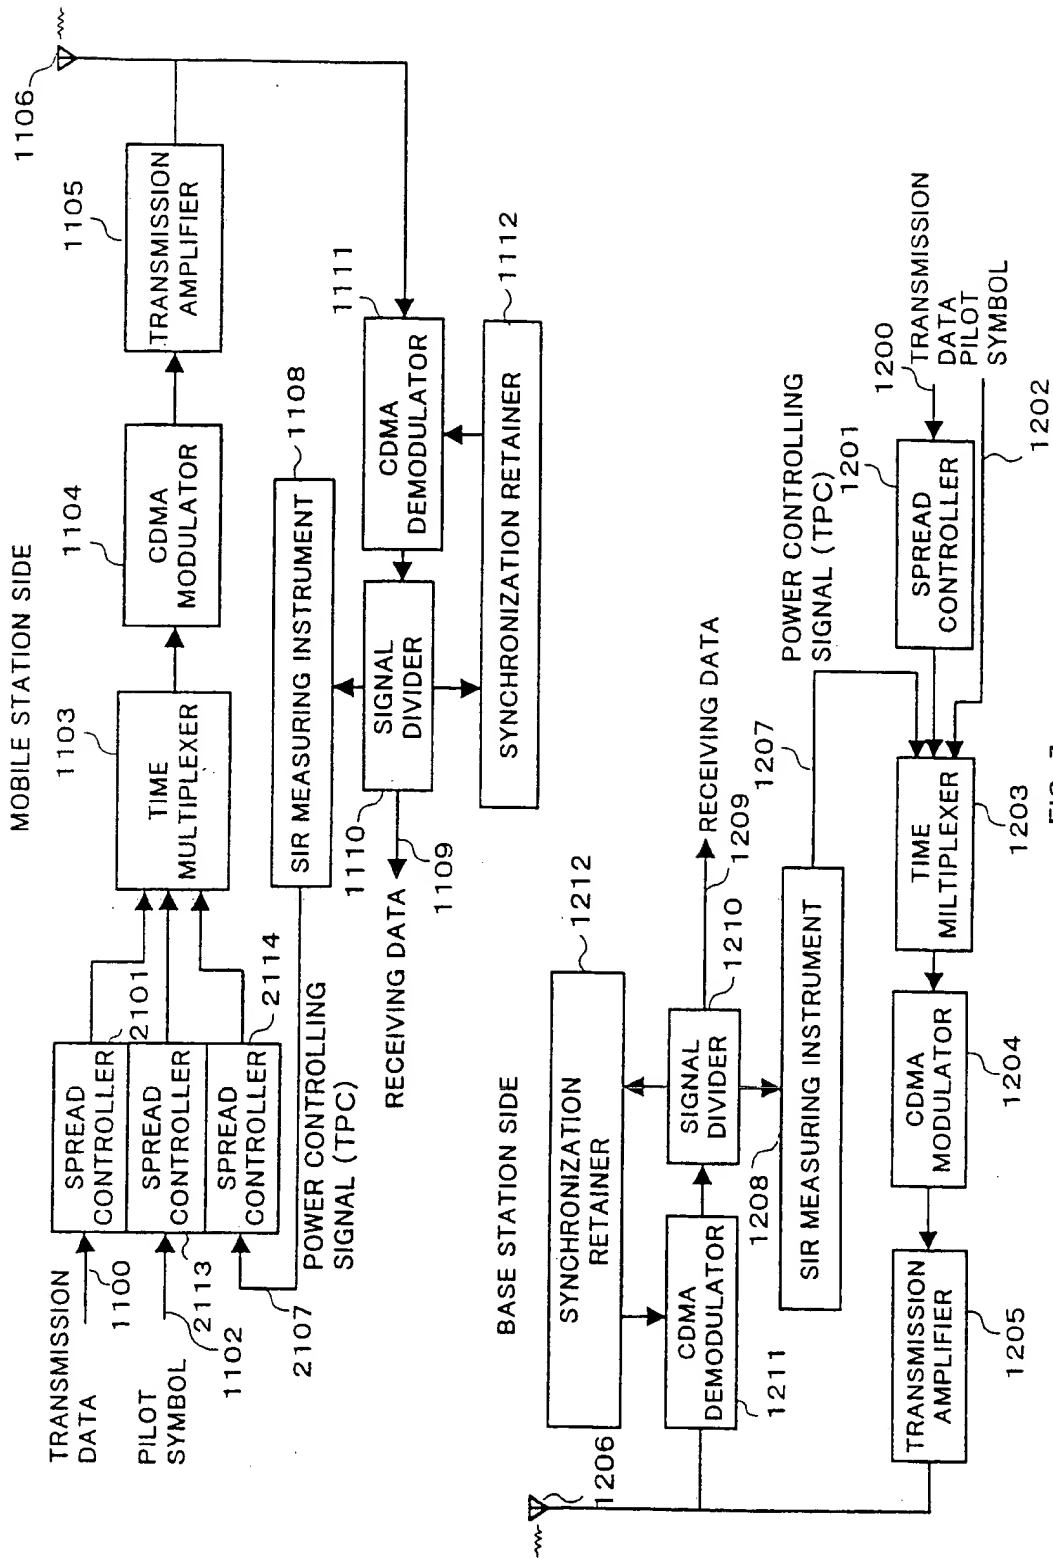 MOBILE STATION SIDE
TRANSMISSION
DATA
1100
PILOT
SYMBOL
1102
SPREAD
CONTROLLER
2101
SPREAD
CONTROLLER
2113
SPREAD
CONTROLLER
2114
2107
TIME
MULTIPLEXER
1103
CDMA
MODULATOR
1104
TRANSMISSION
AMPLIFIER
1105
1106
POWER CONTROLLING
SIGNAL (TPC)
SIR MEASURING INSTRUMENT
1108
RECEIVING DATA
1109
1110
SIGNAL
DIVIDER
CDMA
DEMODULATOR
1111
SYNCHRONIZATION RETAINER
1112
BASE STATION SIDE
1206
SYNCHRONIZATION
RETAINER
1212
CDMA
DEMODULATOR
1211
SIGNAL
DIVIDER
1210
RECEIVING DATA
1209
1208
SIR MEASURING INSTRUMENT
1207
POWER CONTROLLING
SIGNAL (TPC)
TRANSMISSION
AMPLIFIER
1205
CDMA
MODULATOR
1204
TIME
MILTIPLEXER
1203
SPREAD
CONTROLLER
1201
1200
TRANSMISSION
DATA
PILOT
SYMBOL
1202